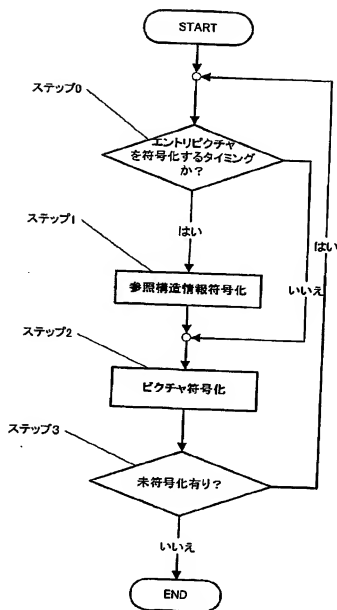 START
ステップ0
エントリピクチャ
を符号化するタイミング
か?
ステップ1
はい
はい
いいえ
参照構造情報符号化
ステップ2
ピクチャ符号化
ステップ3
未符号化有り?
いいえ
END